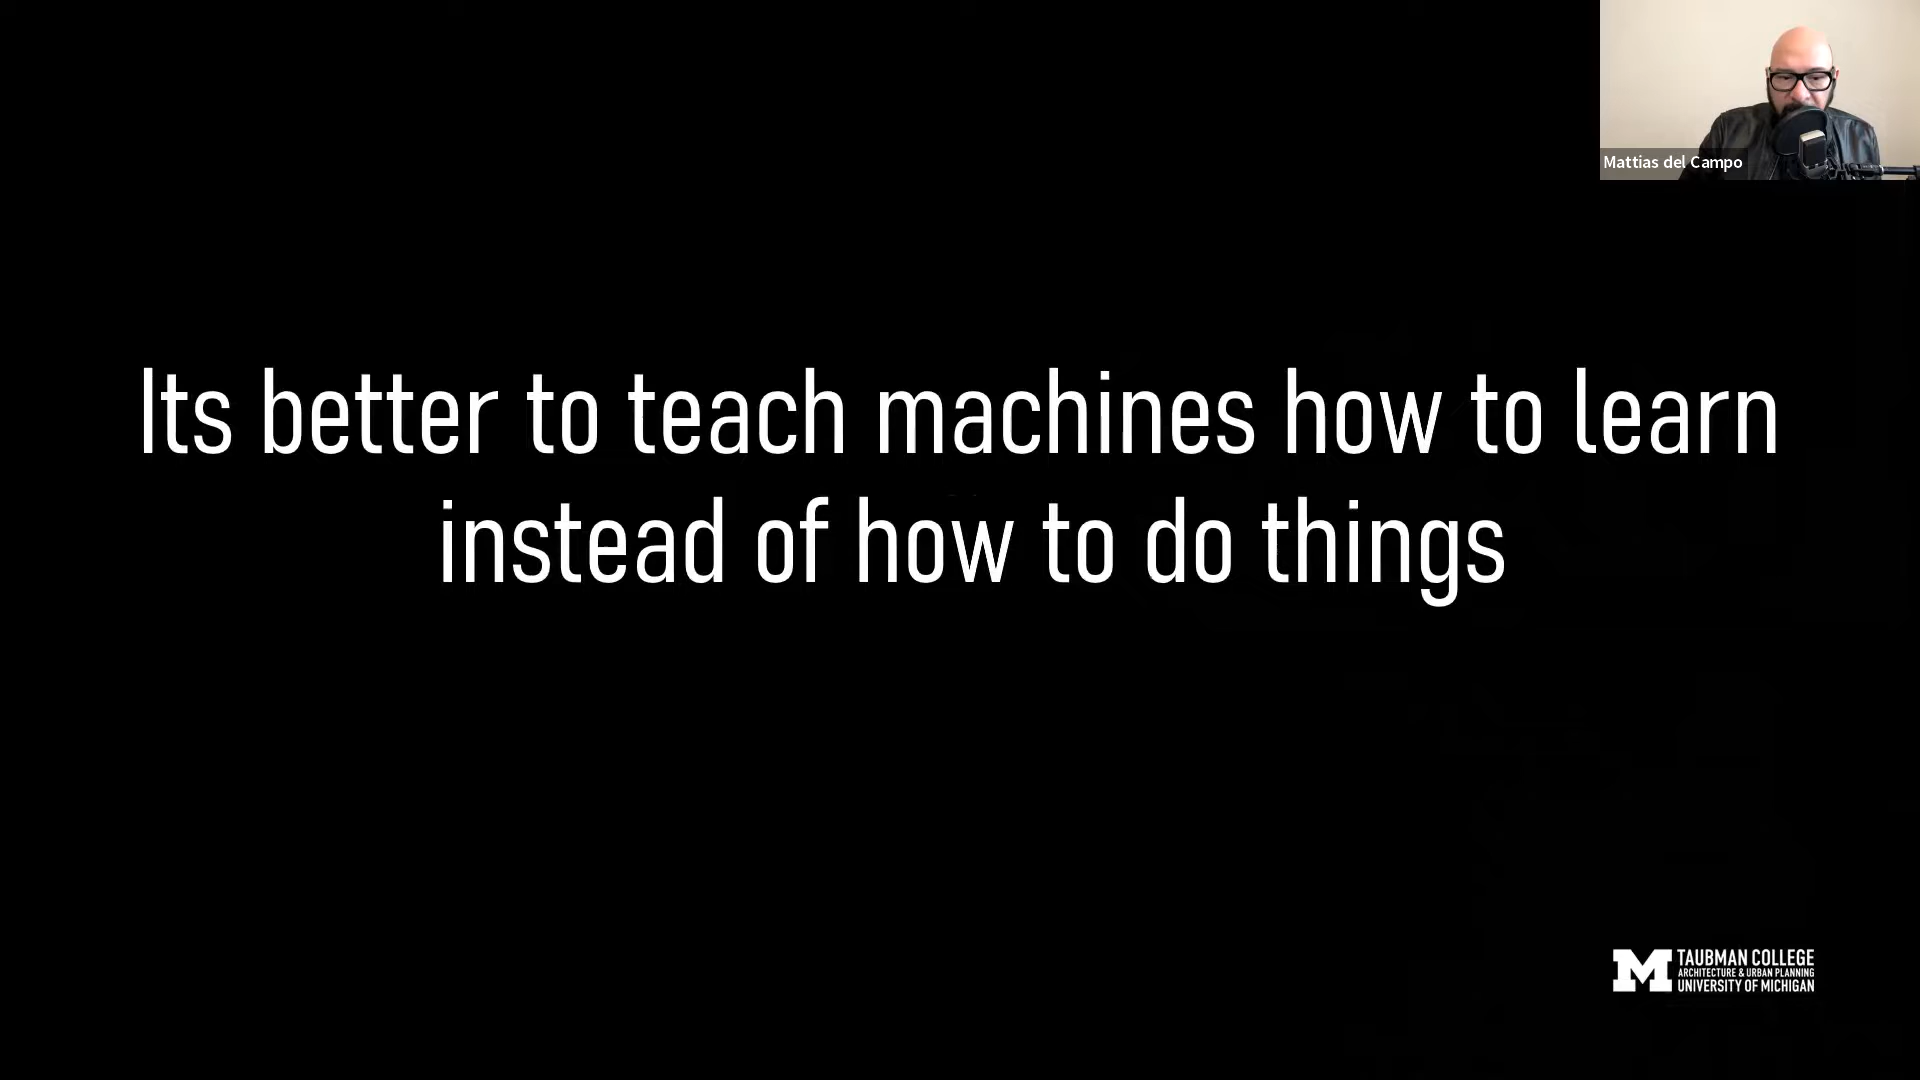 Mattias del Campo
Its better to teach machines how to learn
instead of how to do things
M TAUBMAN COLLEGE
ARCHITECTURE & URBAN PLANNING
UNIVERSITY OF MICHIGAN